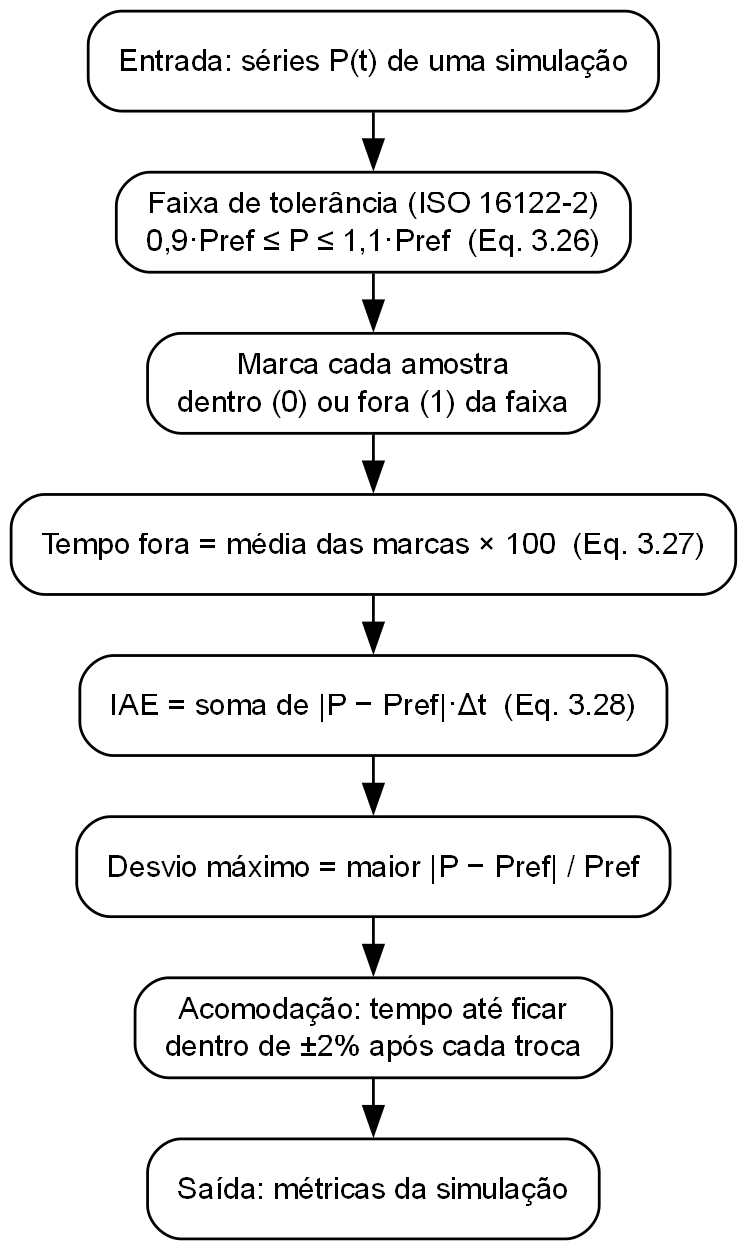 Entrada: séries P(t) de uma simulação
Faixa de tolerância (ISO 16122-2)
0,9·Pref ≤ P ≤ 1,1·Pref  (Eq. 3.26)
Marca cada amostra
dentro (0) ou fora (1) da faixa
Tempo fora = média das marcas × 100  (Eq. 3.27)
IAE = soma de |P − Pref|·Δt  (Eq. 3.28)
Desvio máximo = maior |P − Pref| / Pref
Acomodação: tempo até ficar
dentro de ±2% após cada troca
Saída: métricas da simulação